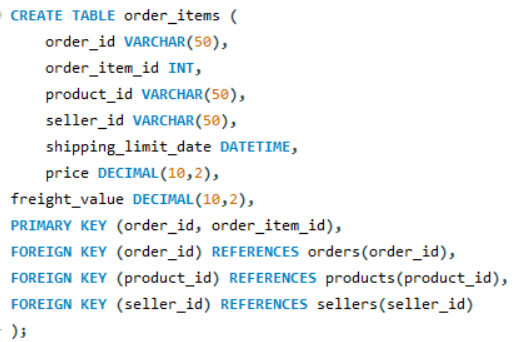 CREATE TABLE order_items (
    order_id VARCHAR(50),
    order_item_id INT,
    product_id VARCHAR(50),
    seller_id VARCHAR(50),
    shipping_limit_date DATETIME,
    price DECIMAL(10,2),
freight_value DECIMAL(10,2),
PRIMARY KEY (order_id, order_item_id),
FOREIGN KEY (order_id) REFERENCES orders(order_id),
FOREIGN KEY (product_id) REFERENCES products(product_id),
FOREIGN KEY (seller_id) REFERENCES sellers(seller_id)
);